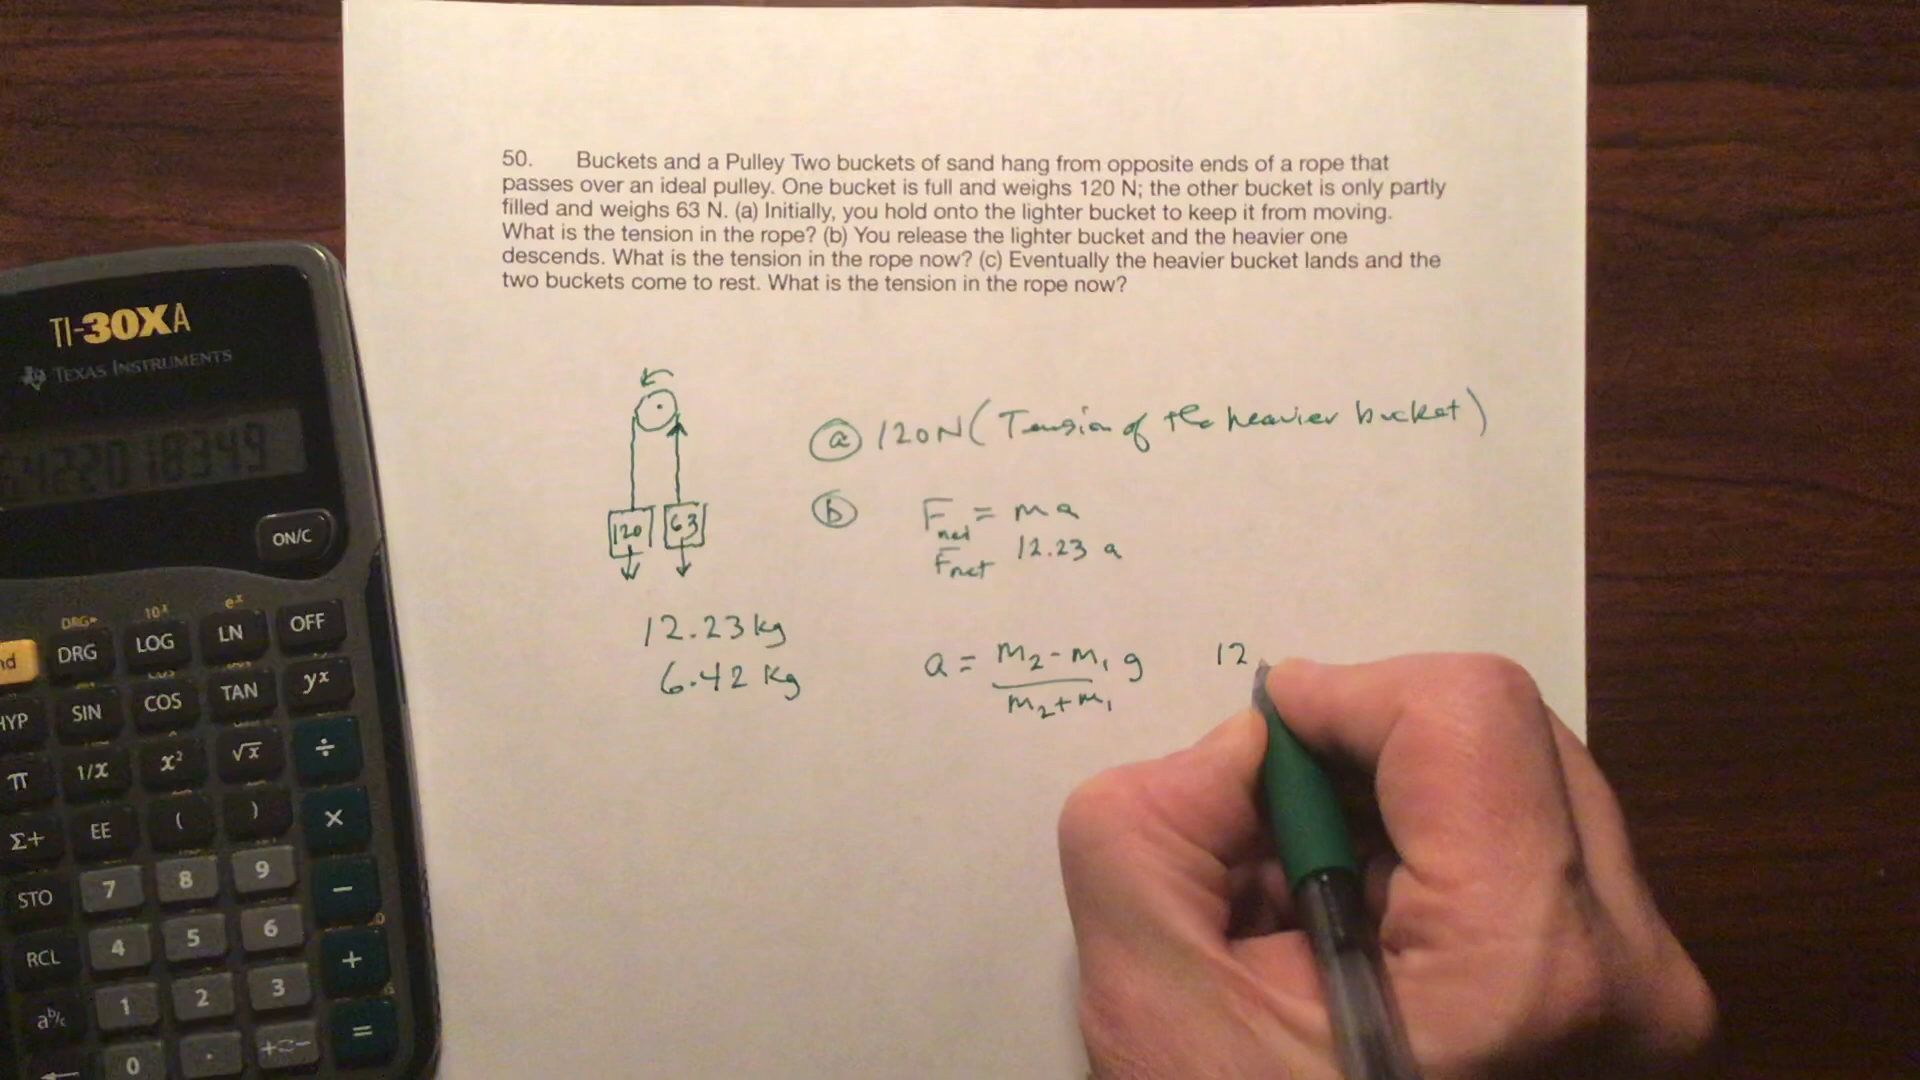 50. Buckets and a Pulley Two buckets of sand hang from opposite ends of a rope that
passes over an ideal pulley. One bucket is full and weighs 120 N; the other bucket is only partly
filled and weighs 63 N. (a) Initially, you hold onto the lighter bucket to keep it from moving.
What is the tension in the rope? (b) You release the lighter bucket and the heavier one
descends. What is the tension in the rope now? (c) Eventually the heavier bucket lands and the
two buckets come to rest. What is the tension in the rope now?
120 63
12.23 kg
6.42 Kg
(a) 120N (Tension of the heavier bucket)
(b) Fnet = ma
Fnet 12.23 a
a = m₂-m₁ g 12
m₂+m₁
TI-30XA
TEXAS INSTRUMENTS
6422018349
ON/C
DRG▸ 10ˣ eˣ
DRG LOG LN OFF
HYP SIN COS TAN yˣ
π 1/x x² √x ÷
Σ+ EE ( ) ×
STO 7 8 9 −
RCL 4 5 6 +
aᵇ/c 1 2 3 =
0 .